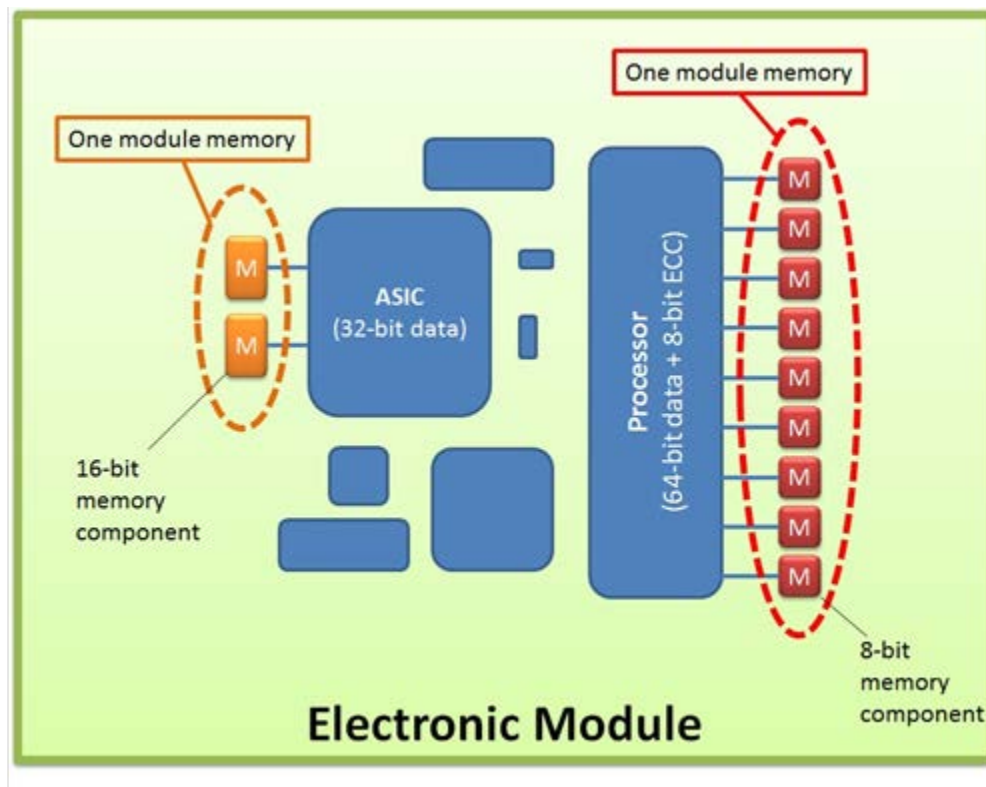 One module memory
One module memory
M
M
M
M
M
M
M
M
M
M
M
ASIC
(32-bit data)
Processor
(64-bit data + 8-bit ECC)
16-bit
memory
component
8-bit
memory
component
Electronic Module